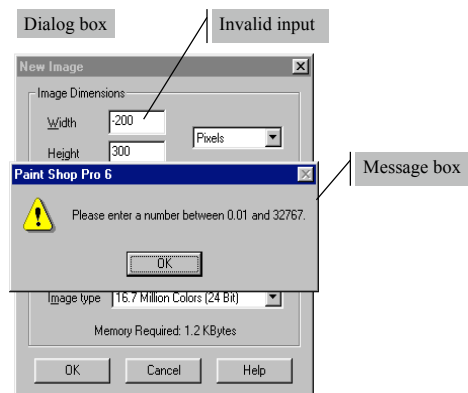 Dialog box
Invalid input
New Image
Image Dimensions
Width -200
Pixels
Height 300
Paint Shop Pro 6
Message box
Please enter a number between 0.01 and 32767.
OK
Image type 16.7 Million Colors (24 Bit)
Memory Required: 1.2 KBytes
OK Cancel Help